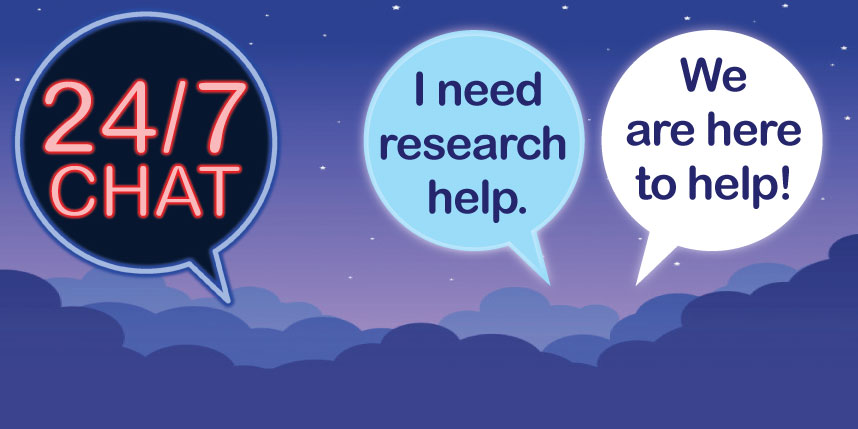 24/7
CHAT
I need
research
help.
We
are here
to help!